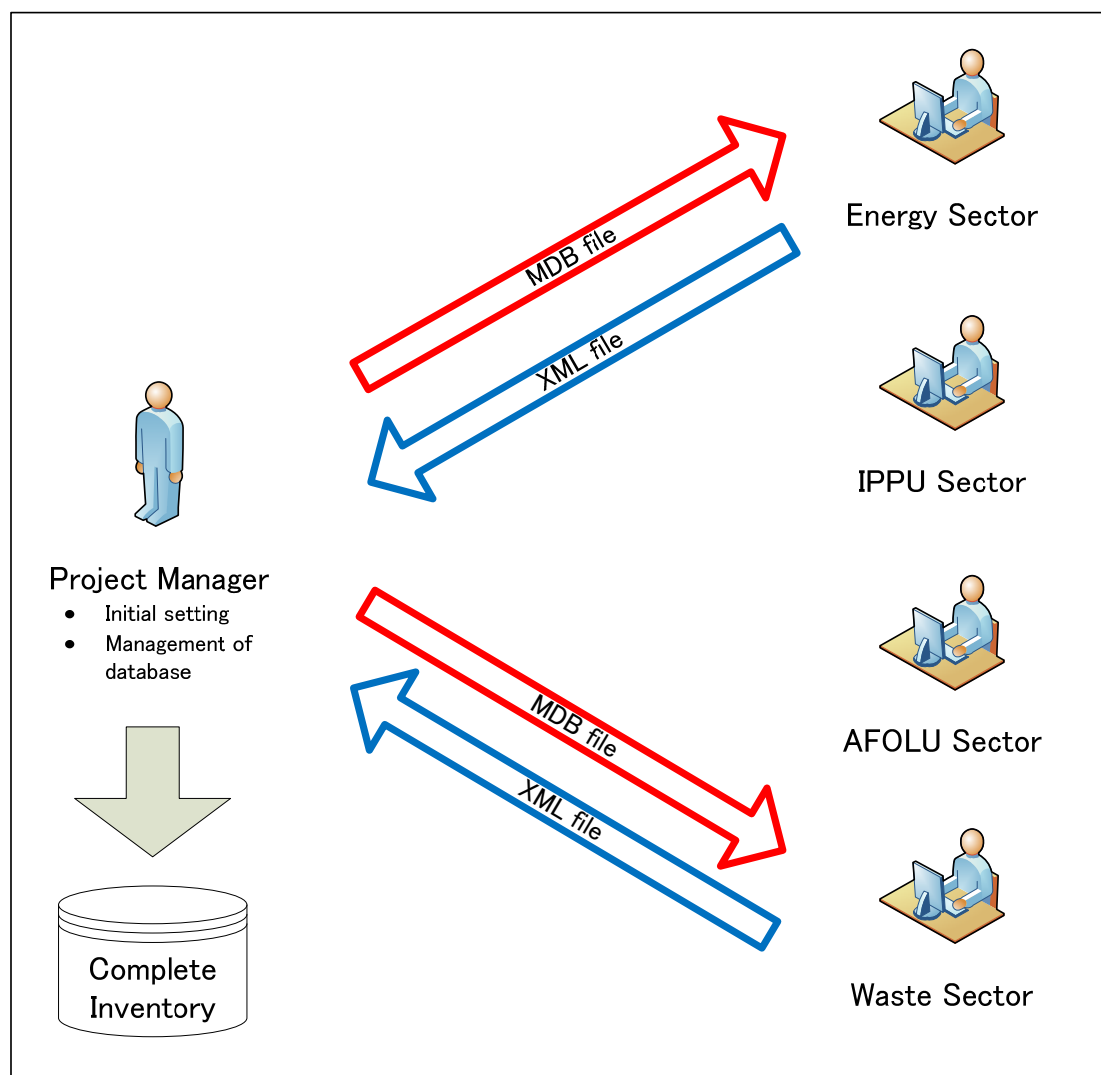 Energy Sector
MDB file
XML file
IPPU Sector
Project Manager
● Initial setting
● Management of
database
MDB file
XML file
AFOLU Sector
Complete
Inventory
Waste Sector